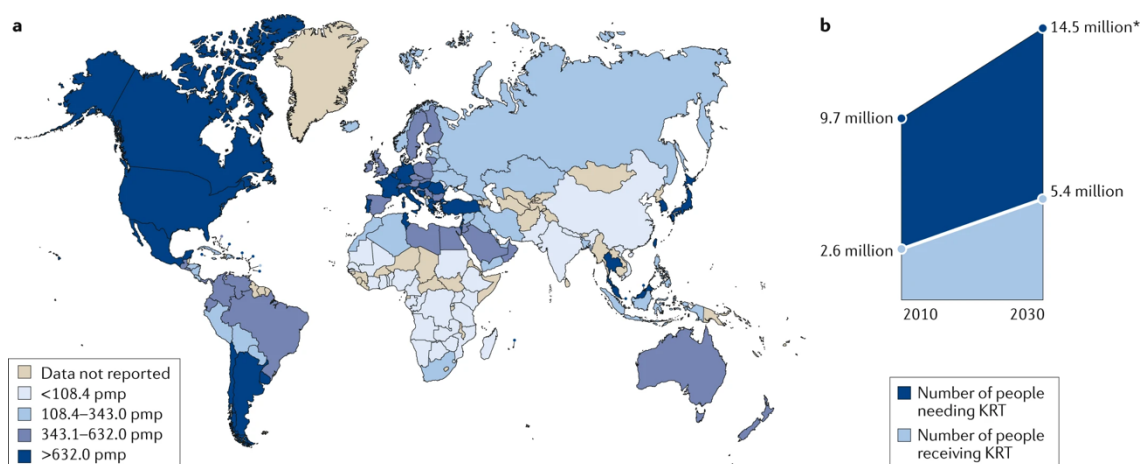 a
Data not reported
<108.4 pmp
108.4–343.0 pmp
343.1–632.0 pmp
>632.0 pmp
b
14.5 million*
9.7 million
5.4 million
2.6 million
2010
2030
Number of people
needing KRT
Number of people
receiving KRT